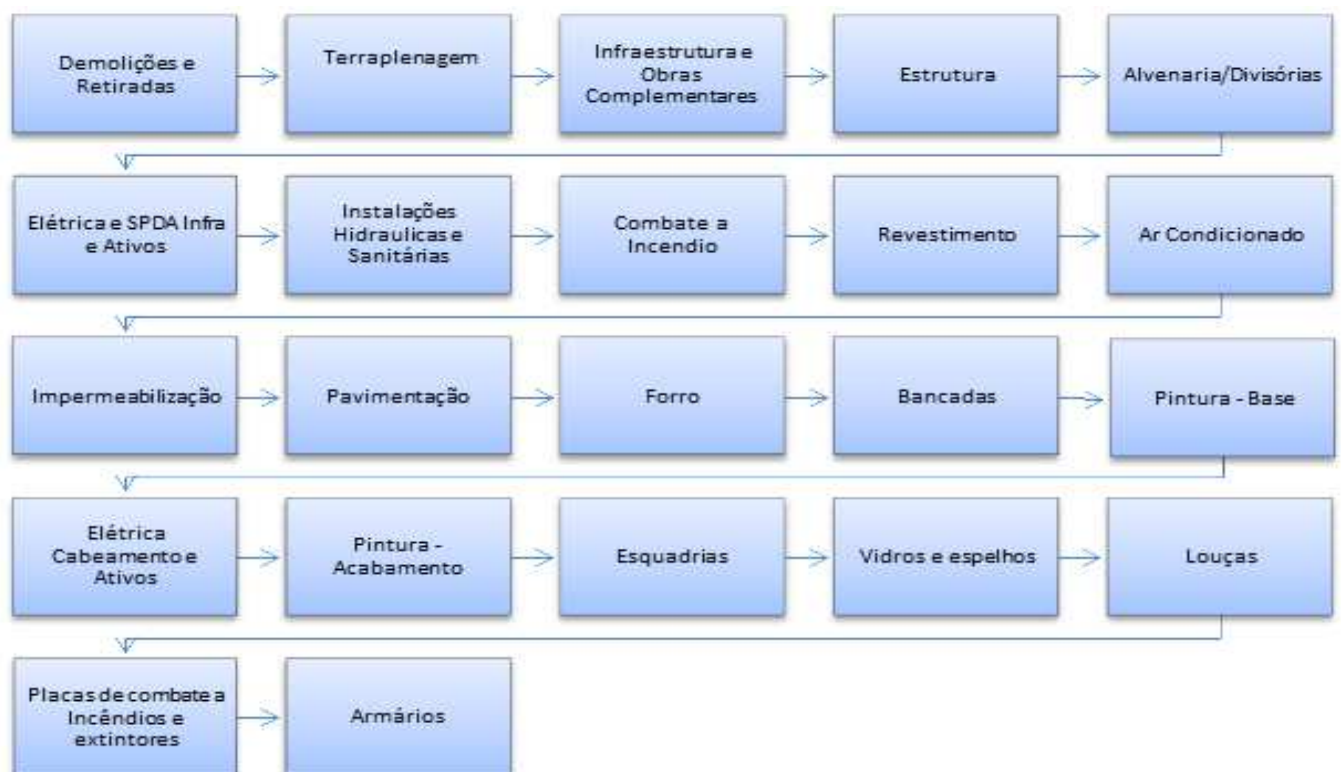 Demolições e
Retiradas
Terraplenagem
Infraestrutura e
Obras
Complementares
Estrutura
Alvenaria/Divisórias
Elétrica e SPDA Infra
e Ativos
Instalações
Hidraulicas e
Sanitárias
Combate a
Incendio
Revestimento
Ar Condicionado
Impermeabilização
Pavimentação
Forro
Bancadas
Pintura - Base
Elétrica
Cabeamento e
Ativos
Pintura -
Acabamento
Esquadrias
Vidros e espelhos
Louças
Placas de combate a
Incêndios e
extintores
Armários